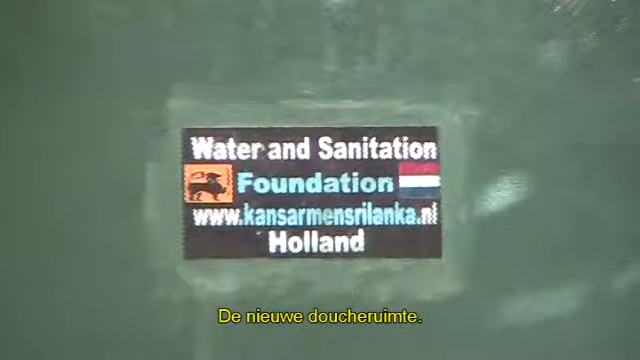 Water and Sanitation
Foundation
www.kansarmensrilanka.nl
Holland
De nieuwe doucheruimte.